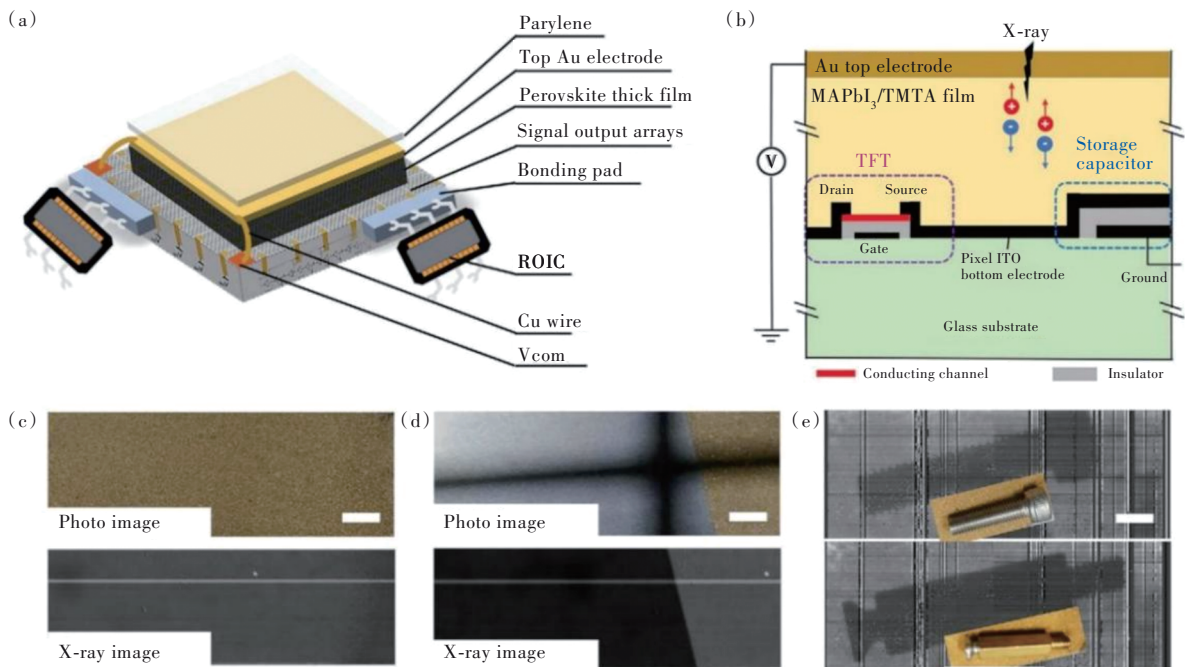 (a)
Parylene
Top Au electrode
Perovskite thick film
Signal output arrays
Bonding pad
ROIC
Cu wire
Vcom
(b)
X-ray
Au top electrode
MAPbI₃/TMTA film
+
+
-
-
Storage
capacitor
V
TFT
Drain
Source
Gate
Pixel ITO
bottom electrode
Ground
Glass substrate
Conducting channel
Insulator
(c)
Photo image
X-ray image
(d)
Photo image
X-ray image
(e)